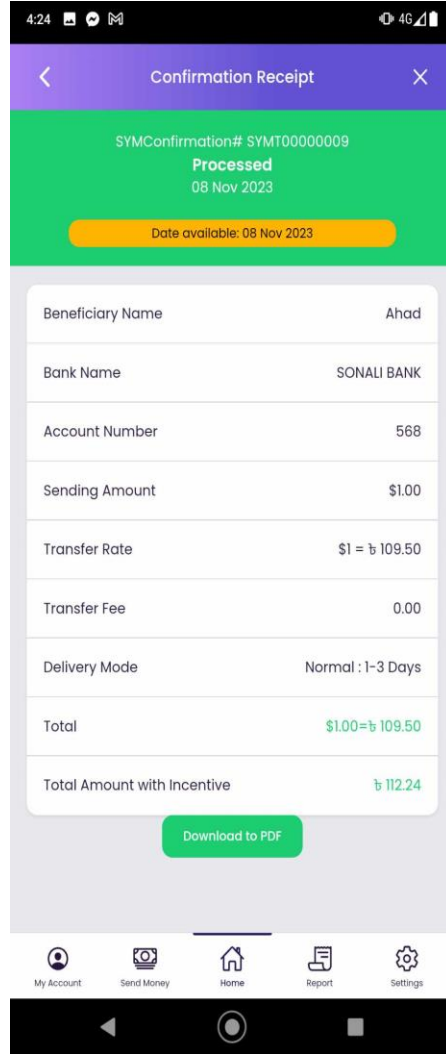 4:24
4G
Confirmation Receipt
SYMConfirmation# SYMT00000009
Processed
08 Nov 2023
Date available: 08 Nov 2023
Beneficiary Name Ahad
Bank Name SONALI BANK
Account Number 568
Sending Amount $1.00
Transfer Rate $1 = ৳ 109.50
Transfer Fee 0.00
Delivery Mode Normal : 1-3 Days
Total $1.00=৳ 109.50
Total Amount with Incentive ৳ 112.24
Download to PDF
My Account Send Money Home Report Settings